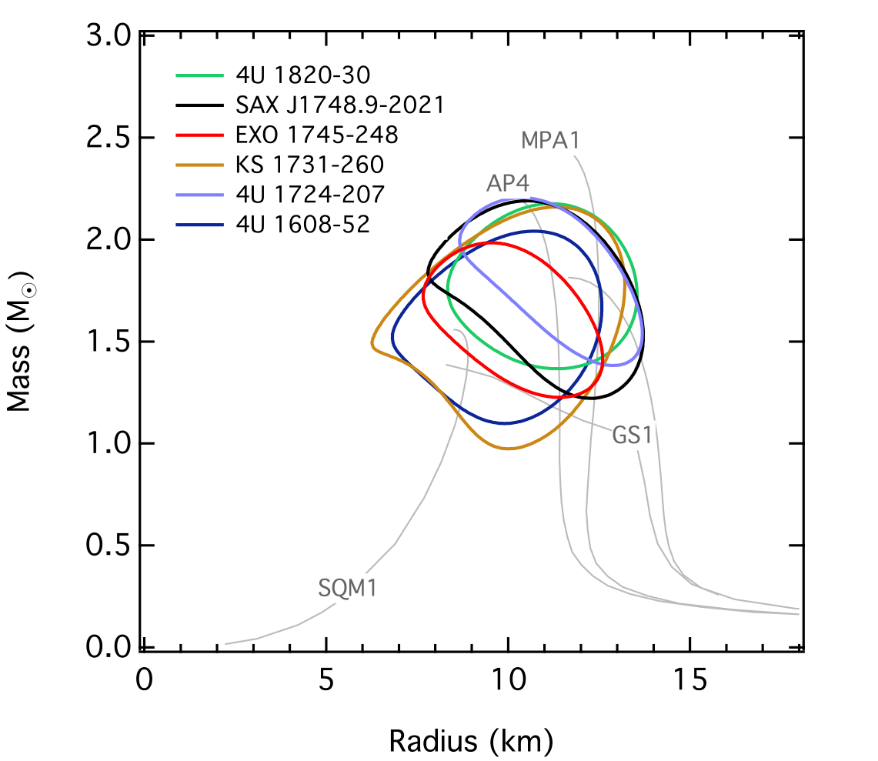 3.0
2.5
2.0
1.5
1.0
0.5
0.0
Mass (M☉)
4U 1820-30
SAX J1748.9-2021
EXO 1745-248
KS 1731-260
4U 1724-207
4U 1608-52
MPA1
AP4
GS1
SQM1
0 5 10 15
Radius (km)